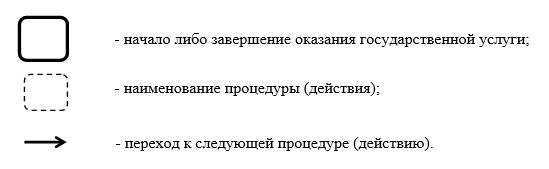 - начало либо завершение оказания государственной услуги;
- наименование процедуры (действия);
- переход к следующей процедуре (действию).